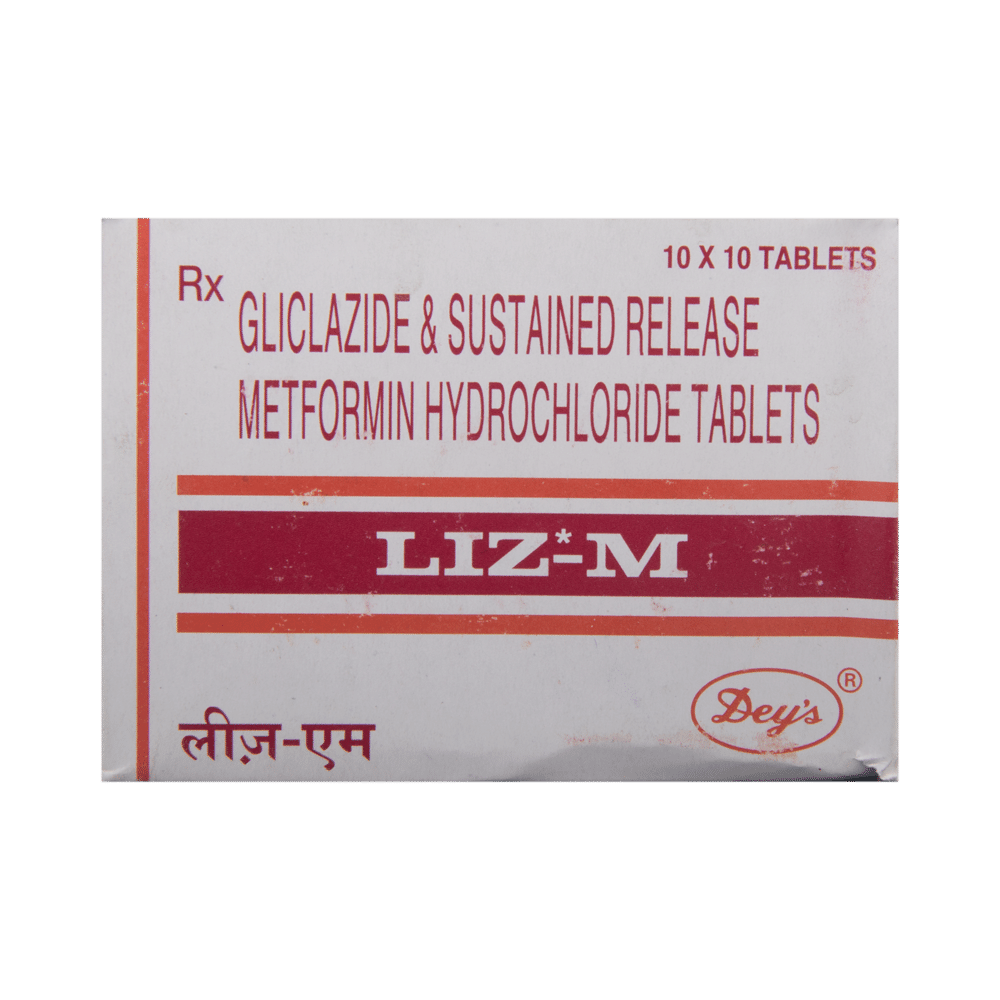 10 X 10 TABLETS
Rx
GLICLAZIDE & SUSTAINED RELEASE
METFORMIN HYDROCHLORIDE TABLETS
LIZ*-M
Dey's ®
लीज़-एम